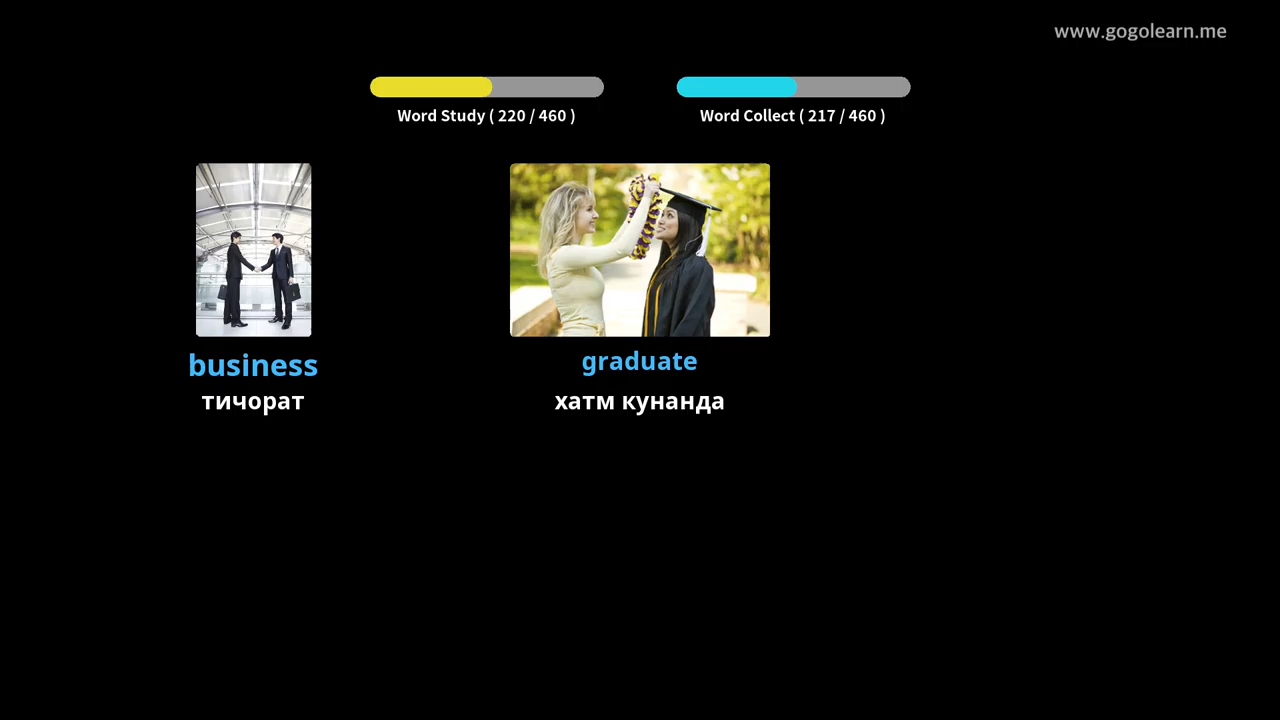 www.gogolearn.me
Word Study ( 220 / 460 )
Word Collect ( 217 / 460 )
business
тичорат
graduate
хатм кунанда